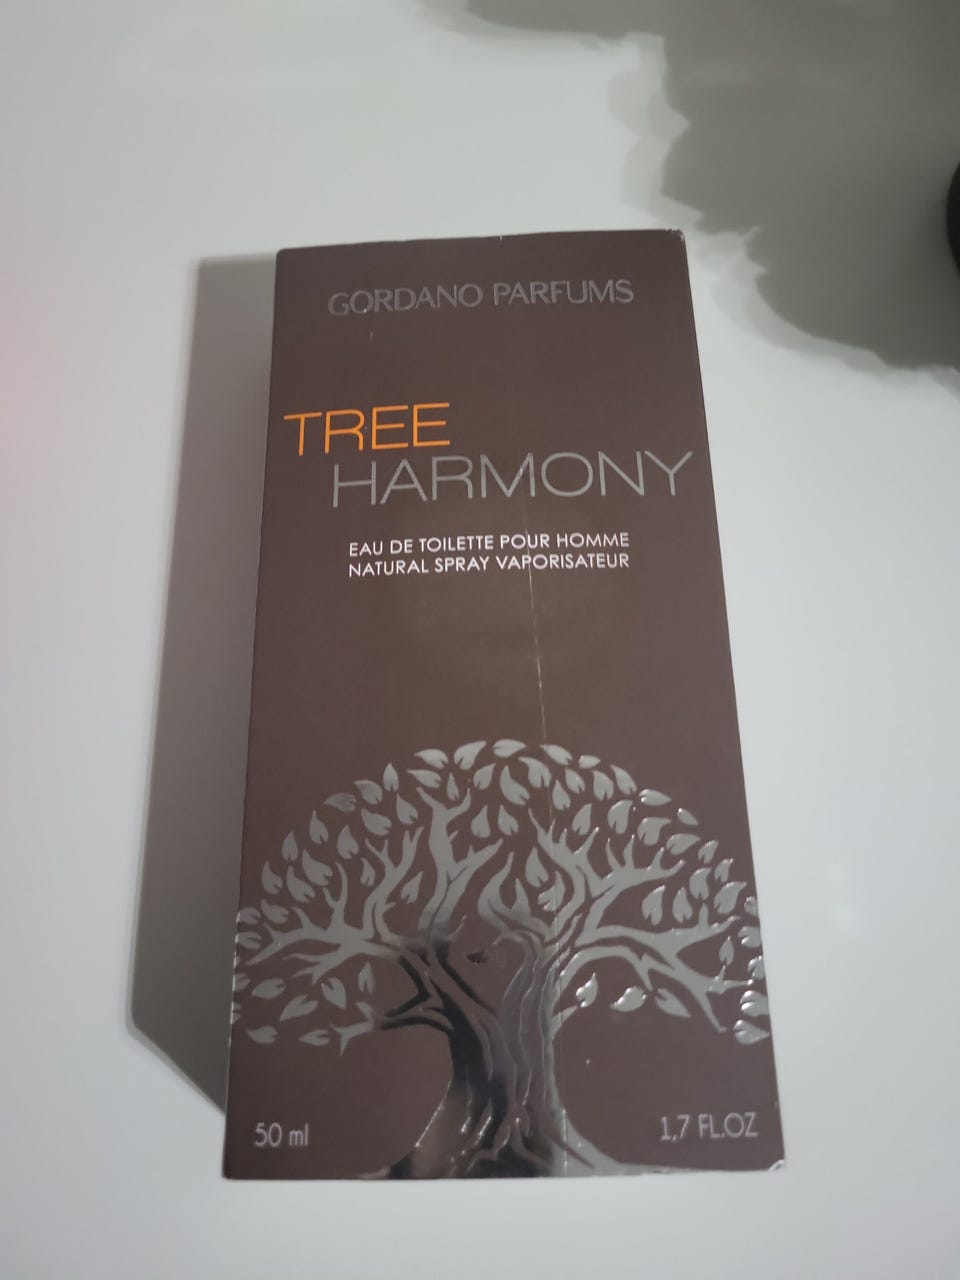 GORDANO PARFUMS
TREE
HARMONY
EAU DE TOILETTE POUR HOMME
NATURAL SPRAY VAPORISATEUR
50 ml
1,7 FL.OZ